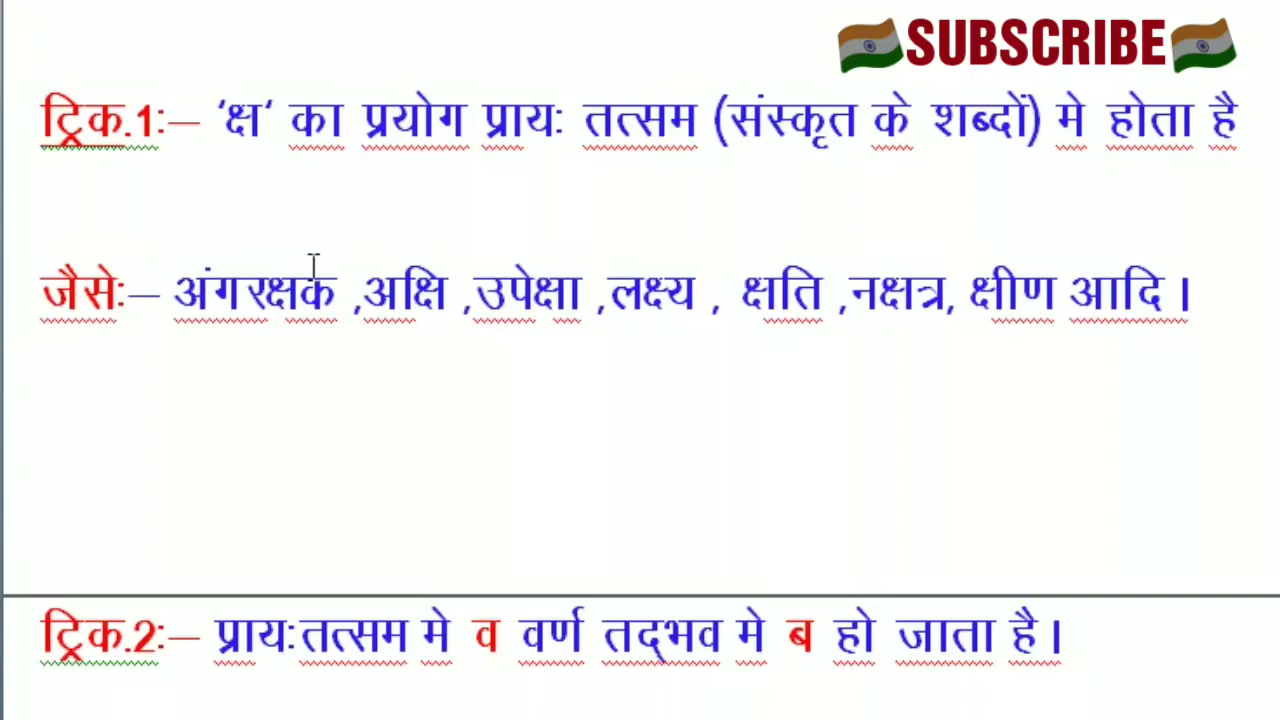 SUBSCRIBE
ट्रिक.1:– ‘क्ष‘ का प्रयोग प्राय: तत्सम (संस्कृत के शब्दों) मे होता है
जैसे:– अंगरक्षक ,अक्षि ,उपेक्षा ,लक्ष्य , क्षति ,नक्षत्र, क्षीण आदि ।
ट्रिक.2:– प्राय:तत्सम मे व वर्ण तद्भव मे ब हो जाता है ।